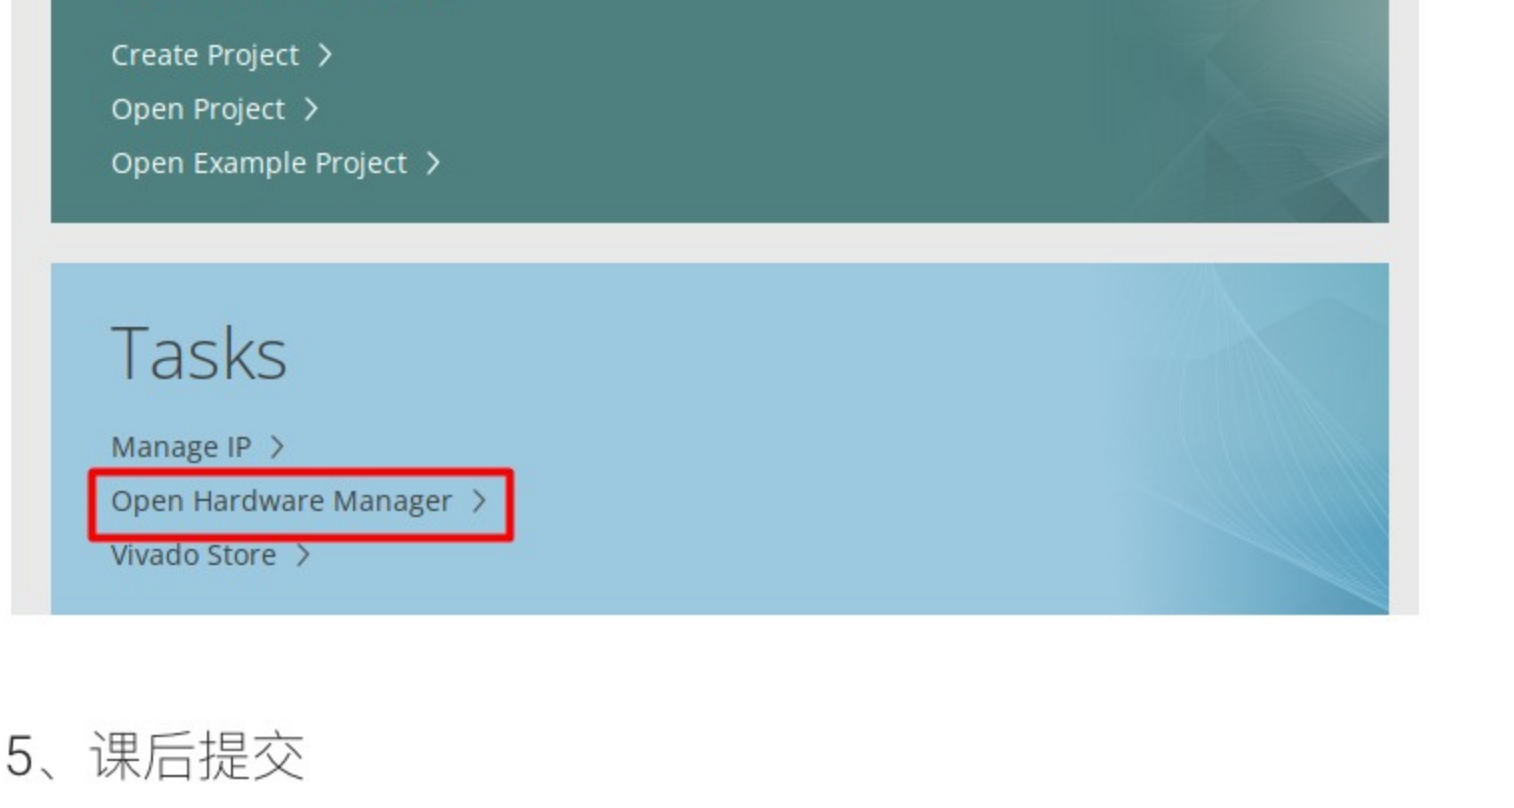 Create Project >
Open Project >
Open Example Project >
Tasks
Manage IP >
Open Hardware Manager >
Vivado Store >
5、课后提交